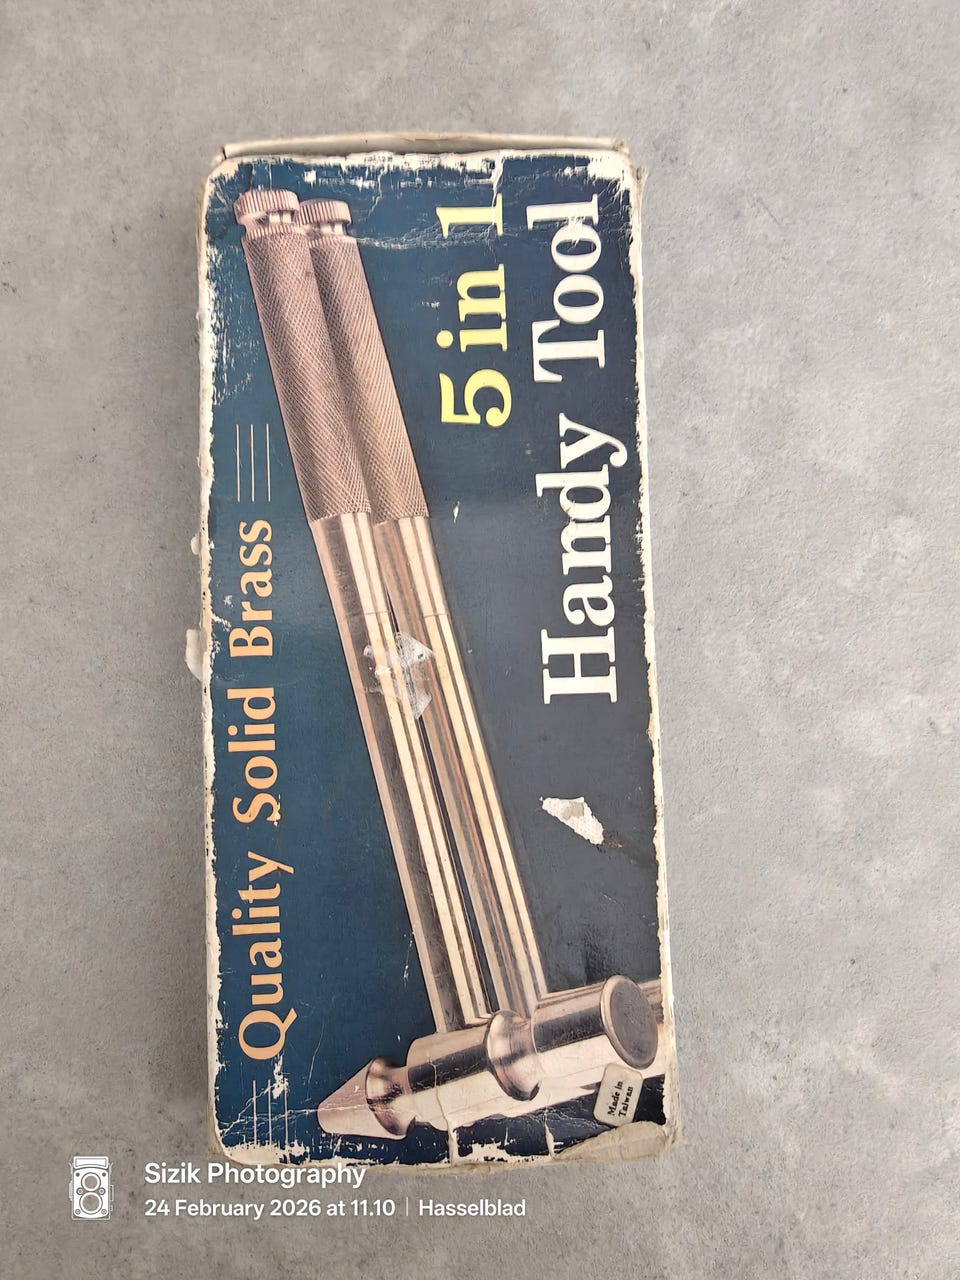 5 in 1
Handy Tool
Quality Solid Brass
Made in
Taiwan
Sizik Photography
24 February 2026 at 11.10 | Hasselblad